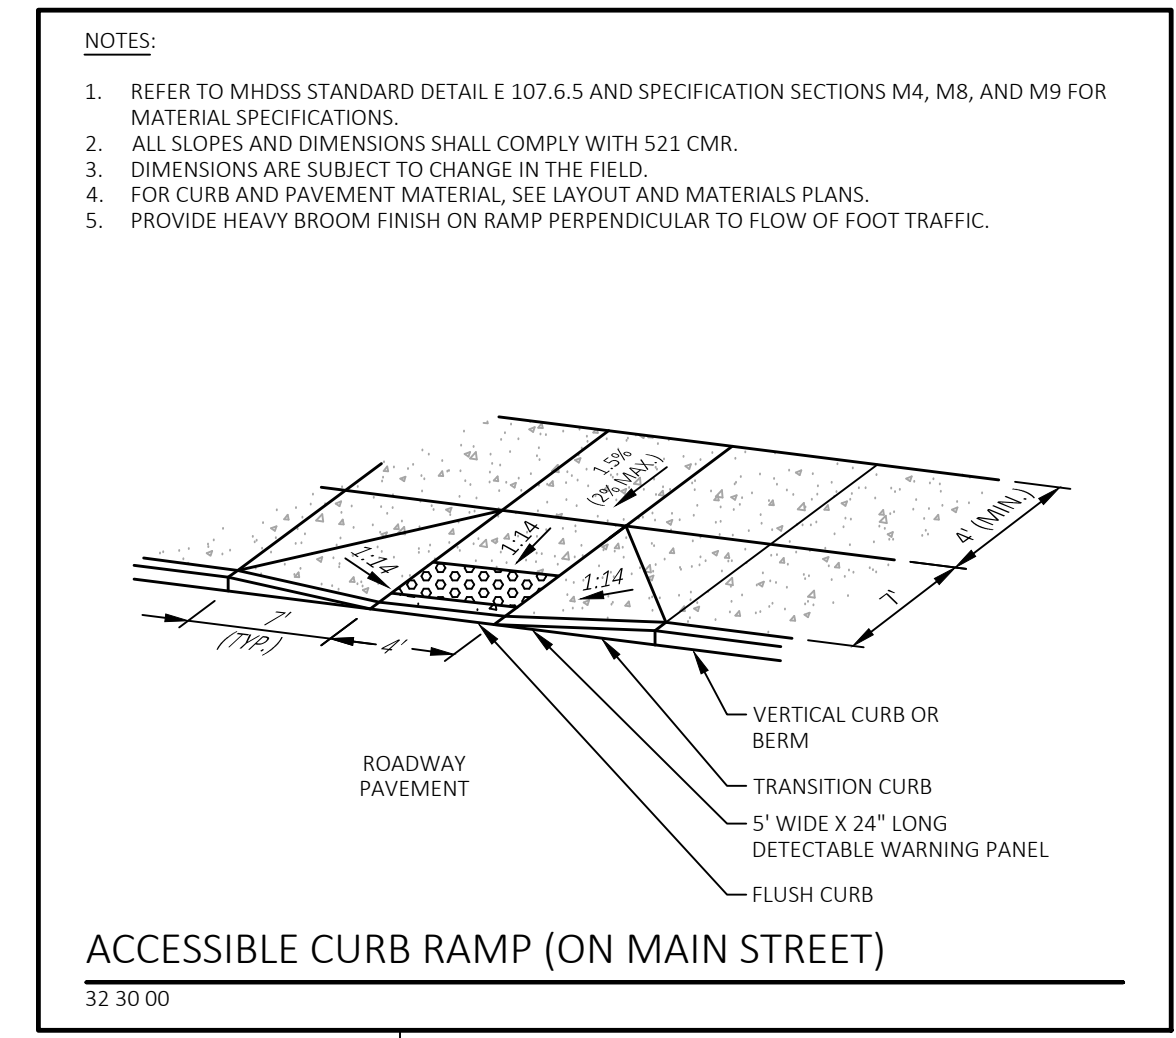 NOTES:
1. REFER TO MHDSS STANDARD DETAIL E 107.6.5 AND SPECIFICATION SECTIONS M4, M8, AND M9 FOR
MATERIAL SPECIFICATIONS.
2. ALL SLOPES AND DIMENSIONS SHALL COMPLY WITH 521 CMR.
3. DIMENSIONS ARE SUBJECT TO CHANGE IN THE FIELD.
4. FOR CURB AND PAVEMENT MATERIAL, SEE LAYOUT AND MATERIALS PLANS.
5. PROVIDE HEAVY BROOM FINISH ON RAMP PERPENDICULAR TO FLOW OF FOOT TRAFFIC.
1.5%
(2% MAX.)
4' (MIN.)
1:14
1:14
1:14
7'
7'
(TYP.)
4'
VERTICAL CURB OR
BERM
ROADWAY
PAVEMENT
TRANSITION CURB
5' WIDE X 24" LONG
DETECTABLE WARNING PANEL
FLUSH CURB
ACCESSIBLE CURB RAMP (ON MAIN STREET)
32 30 00